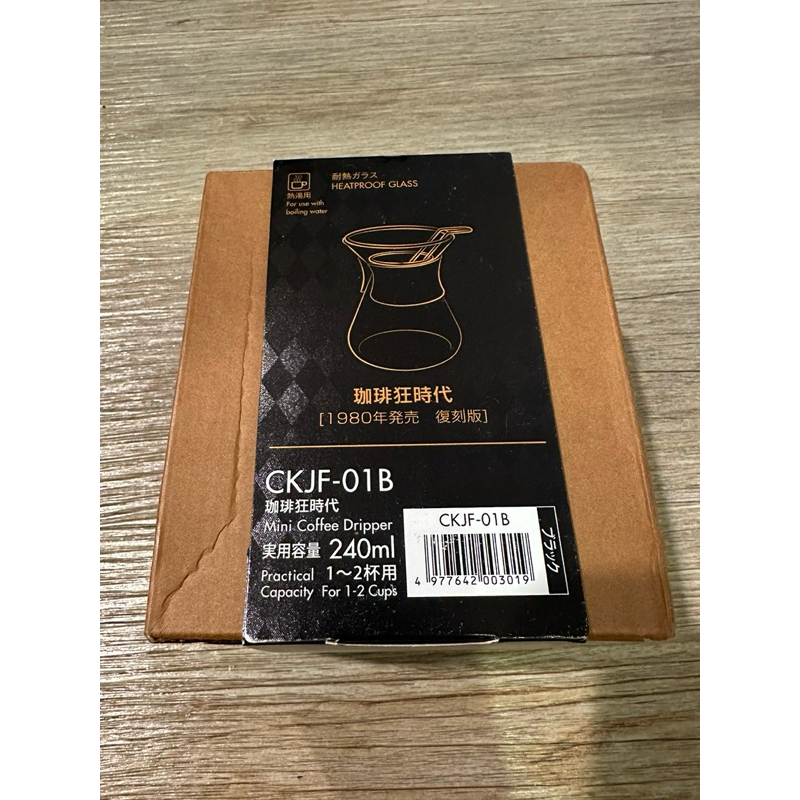 耐熱ガラス
HEATPROOF GLASS
熱湯用
For use with
boiling water
珈琲狂時代
[1980年発売 復刻版]
CKJF-01B
珈琲狂時代
Mini Coffee Dripper
実用容量 240ml
Practical 1〜2杯用
Capacity For 1-2 Cups
CKJF-01B
4 977642 003019
ブラック